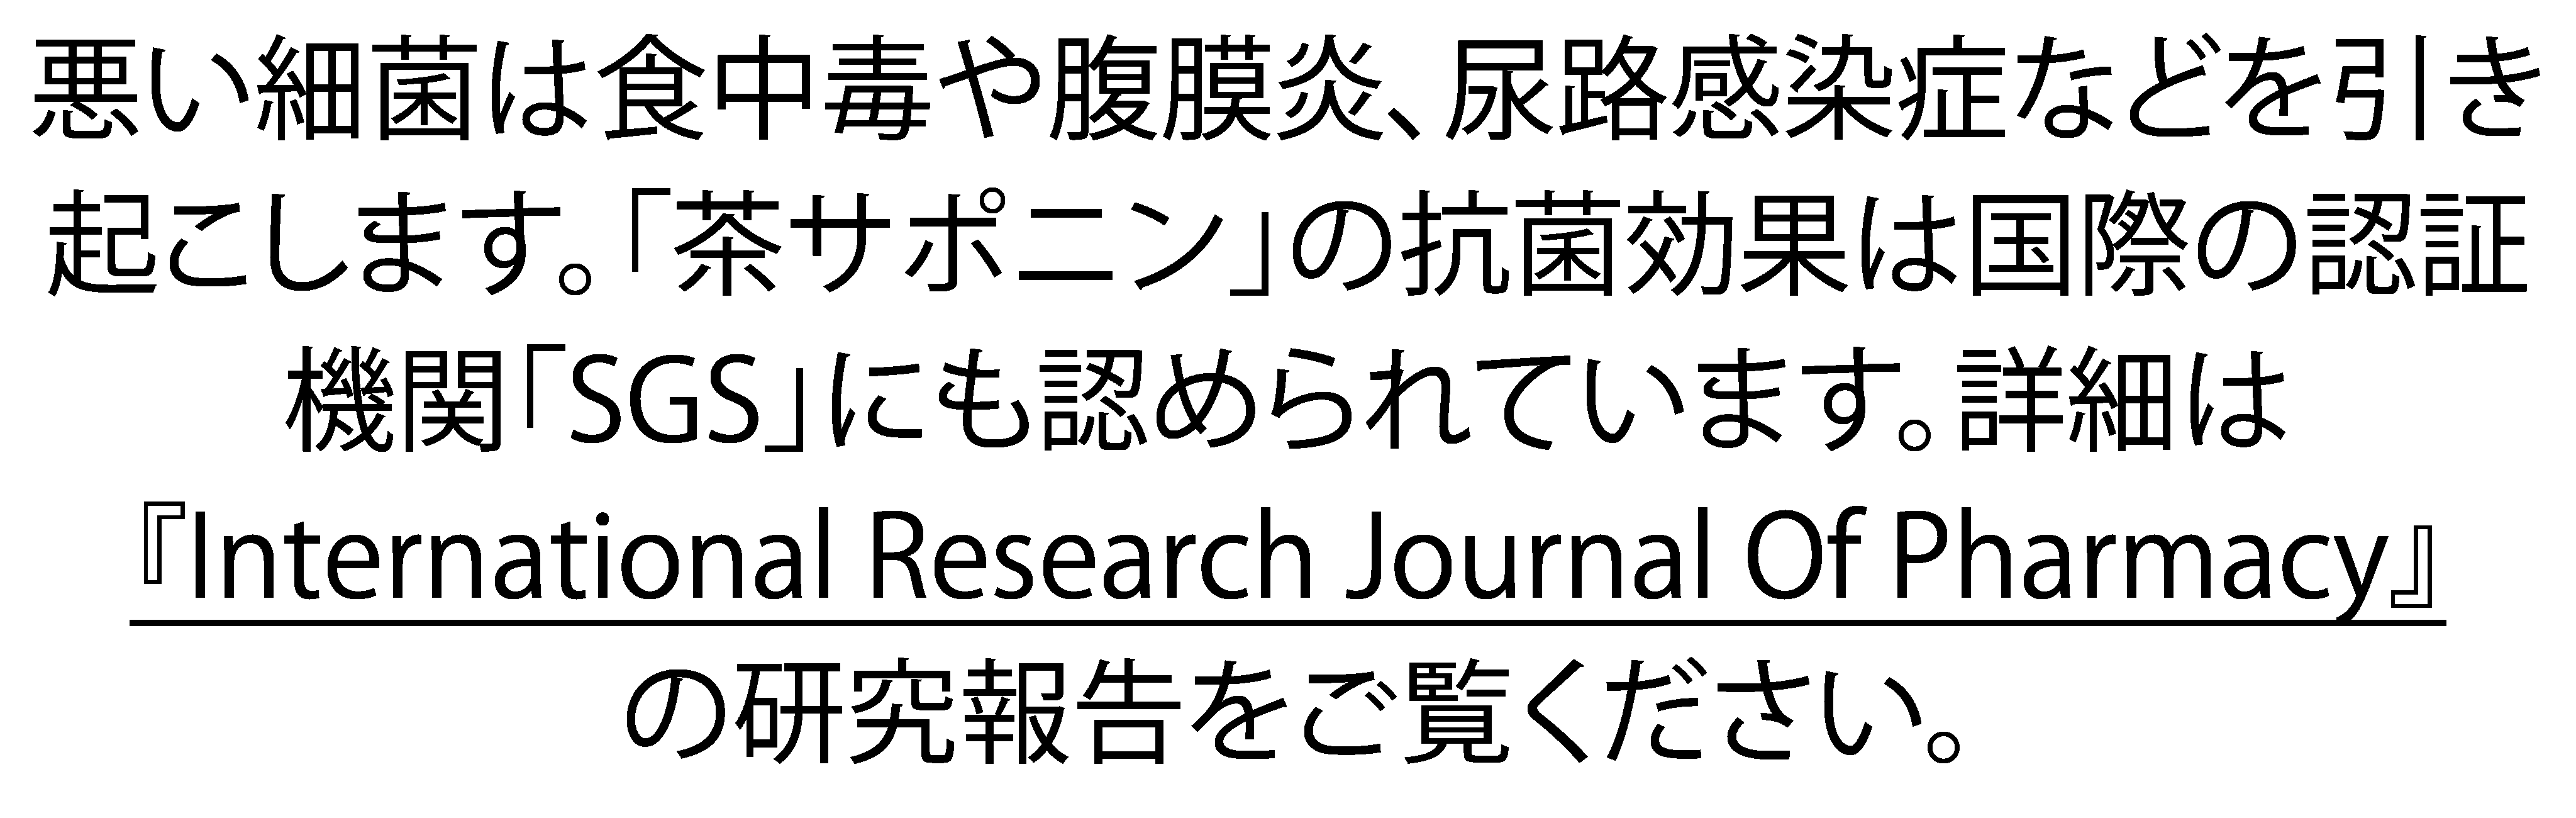 悪い細菌は食中毒や腹膜炎、尿路感染症などを引き
起こします。「茶サポニン」の抗菌効果は国際の認証
機関「SGS」にも認められています。詳細は
『International Research Journal Of Pharmacy』
の研究報告をご覧ください。